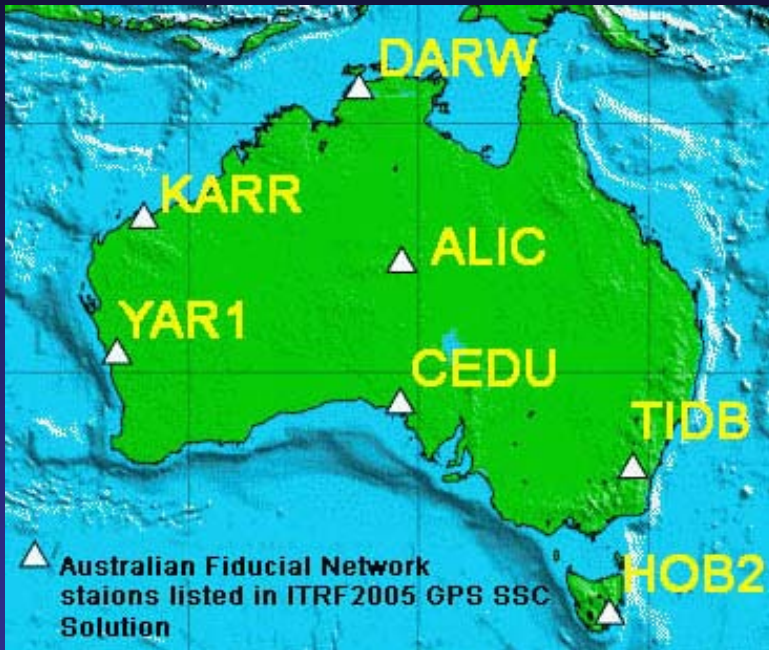 DARW
KARR
ALIC
YAR1
CEDU
TIDB
HOB2
Australian Fiducial Network
staions listed in ITRF2005 GPS SSC
Solution